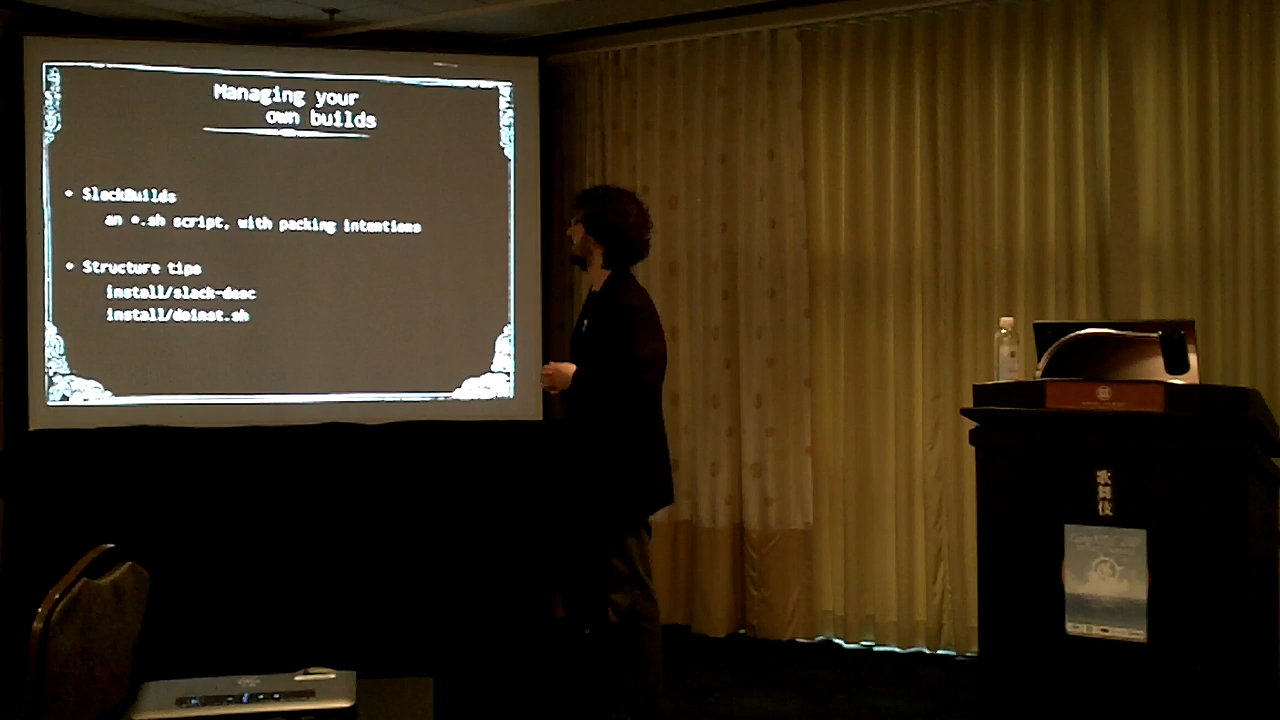 Managing your
own builds
• SlackBuilds
an *.sh script, with packing intentions
• Structure tips
install/slack-desc
install/doinst.sh
歌舞伎